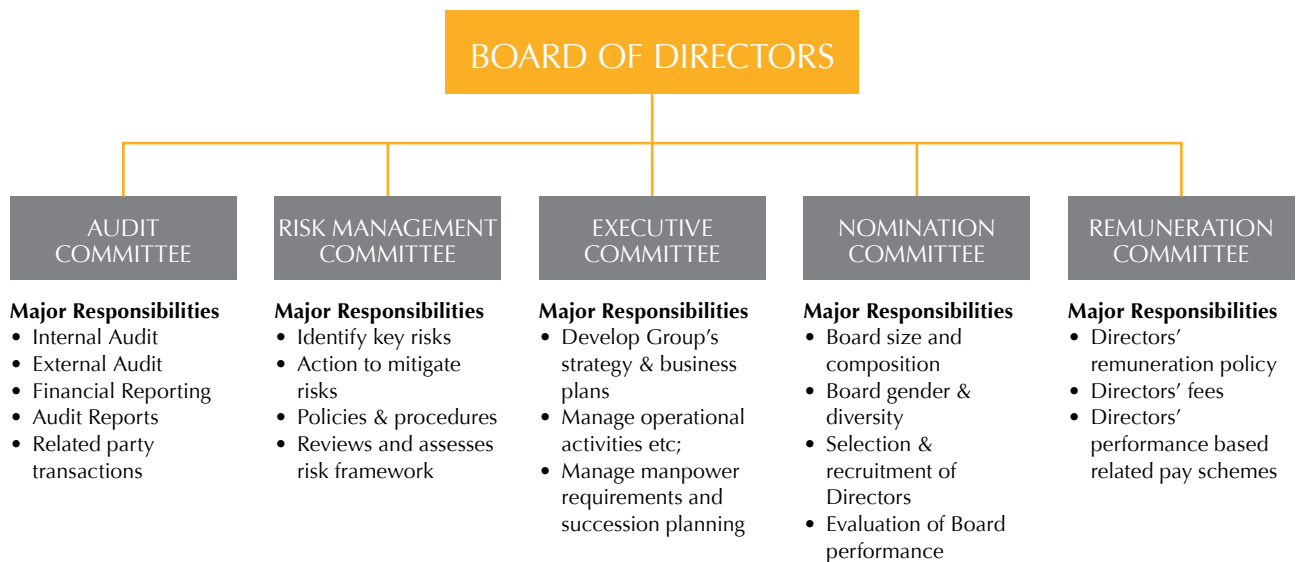 BOARD OF DIRECTORS
AUDIT
COMMITTEE
Major Responsibilities
• Internal Audit
• External Audit
• Financial Reporting
• Audit Reports
• Related party
transactions
RISK MANAGEMENT
COMMITTEE
Major Responsibilities
• Identify key risks
• Action to mitigate
risks
• Policies & procedures
• Reviews and assesses
risk framework
EXECUTIVE
COMMITTEE
Major Responsibilities
• Develop Group's
strategy & business
plans
• Manage operational
activities etc;
• Manage manpower
requirements and
succession planning
NOMINATION
COMMITTEE
Major Responsibilities
• Board size and
composition
• Board gender &
diversity
• Selection &
recruitment of
Directors
• Evaluation of Board
performance
REMUNERATION
COMMITTEE
Major Responsibilities
• Directors'
remuneration policy
• Directors' fees
• Directors'
performance based
related pay schemes